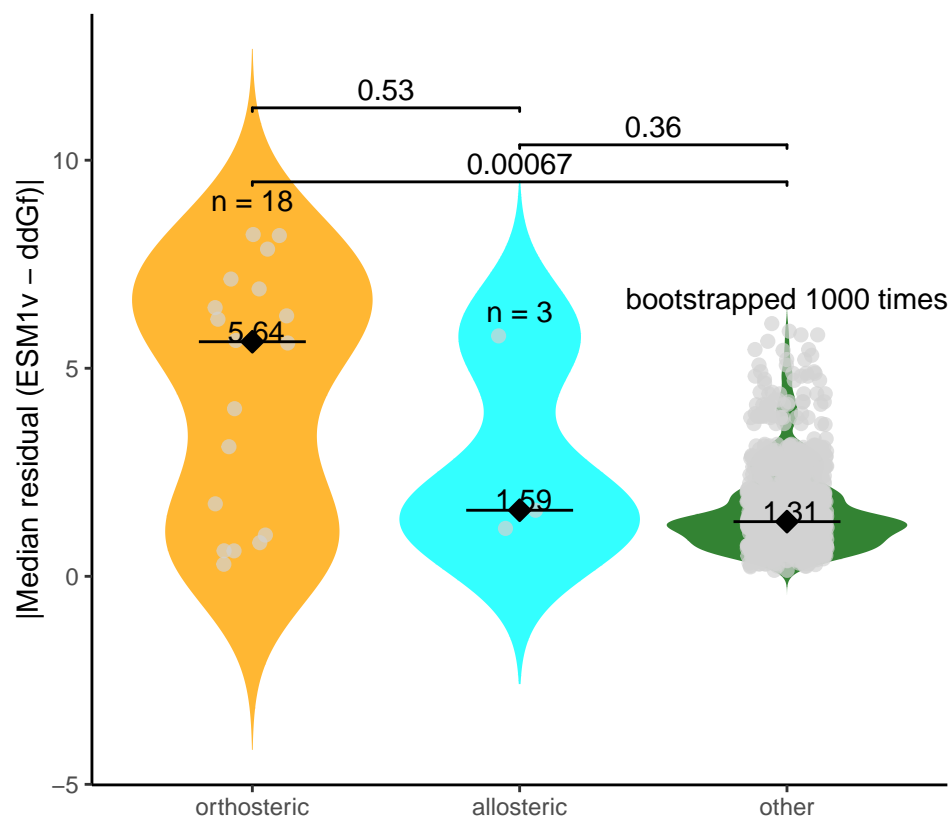 0.53
0.36
0.00067
10
n = 18
bootstrapped 1000 times
n = 3
5.64
5
1.59
1.31
0
−5
|Median residual (ESM1v − ddGf)|
orthosteric
allosteric
other